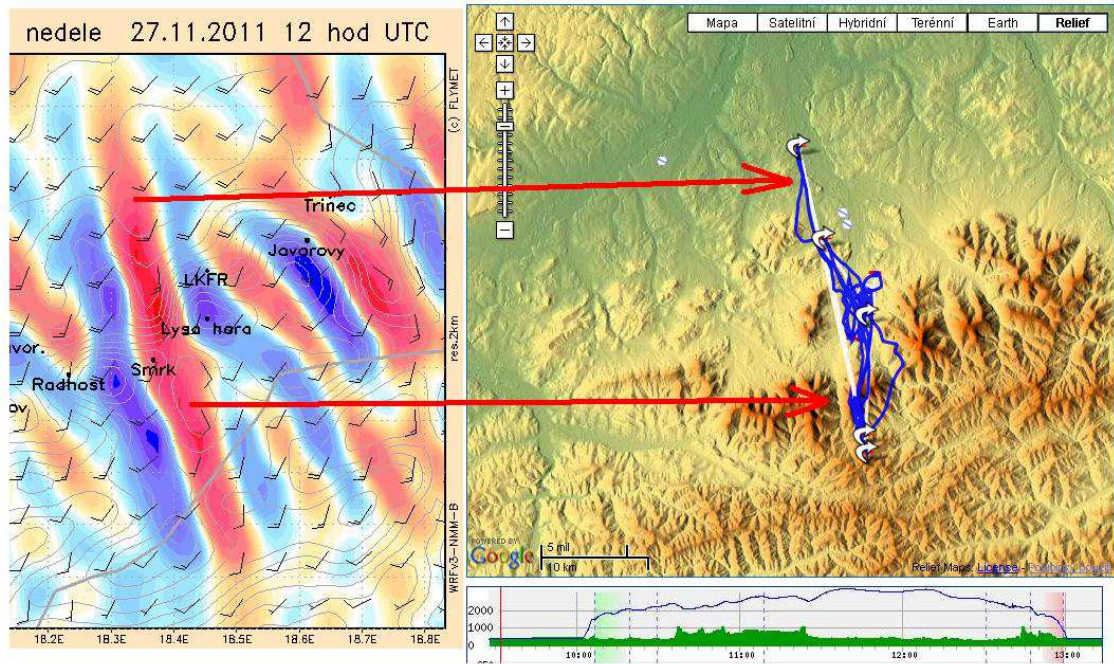 nedele 27.11.2011 12 hod UTC
(c) FLYMET
Trinec
Javorovy
LKFR
Lysa hora
res.2km
vor.
Smrk
Radhost
ov
WRFv3-NMM-B
18.2E 18.3E 18.4E 18.5E 18.6E 18.7E 18.8E
Mapa Satelitní Hybridní Terénní Earth Relief
POWERED BY
Google
5 mil
10 km
Relief Maps: License -
2000
1000
0
10:00 11:00 12:00 13:00